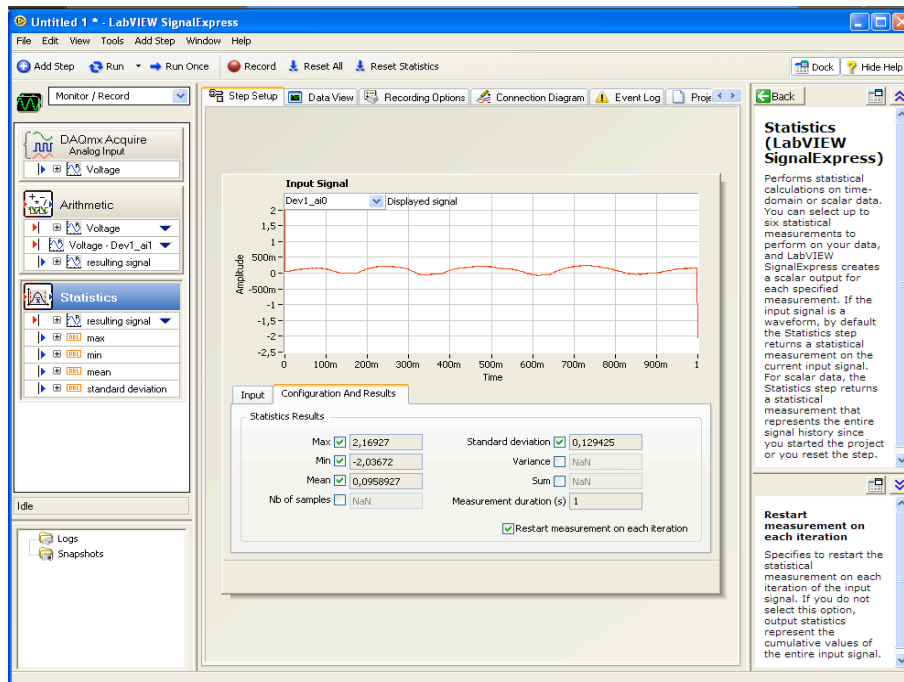 Untitled 1 * - LabVIEW SignalExpress
File Edit View Tools Add Step Window Help
Add Step Run Run Once Record Reset All Reset Statistics Dock Hide Help
Monitor / Record
Step Setup Data View Recording Options Connection Diagram Event Log Proje
Back
DAQmx Acquire
Analog Input
Voltage
Arithmetic
Voltage
Voltage - Dev1_ai1
resulting signal
Statistics
resulting signal
DBL max
DBL min
DBL mean
DBL standard deviation
Idle
Logs
Snapshots
Input Signal
Dev1_ai0 Displayed signal
Amplitude
2
1,5
1
500m
0
-500m
-1
-1,5
-2
-2,5
0 100m 200m 300m 400m 500m 600m 700m 800m 900m 1
Time
Input Configuration And Results
Statistics Results
Max 2,16927 Standard deviation 0,129425
Min -2,03672 Variance NaN
Mean 0,0958927 Sum NaN
Nb of samples NaN Measurement duration (s) 1
Restart measurement on each iteration
Statistics
(LabVIEW
SignalExpress)
Performs statistical
calculations on time-
domain or scalar data.
You can select up to
six statistical
measurements to
perform on your data,
and LabVIEW
SignalExpress creates
a scalar output for
each specified
measurement. If the
input signal is a
waveform, by default
the Statistics step
returns a statistical
measurement on the
current input signal.
For scalar data, the
Statistics step returns
a statistical
measurement that
represents the entire
signal history since
you started the project
or you reset the step.
Restart
measurement on
each iteration
Specifies to restart the
statistical
measurement on each
iteration of the input
signal. If you do not
select this option,
output statistics
represent the
cumulative values of
the entire input signal.